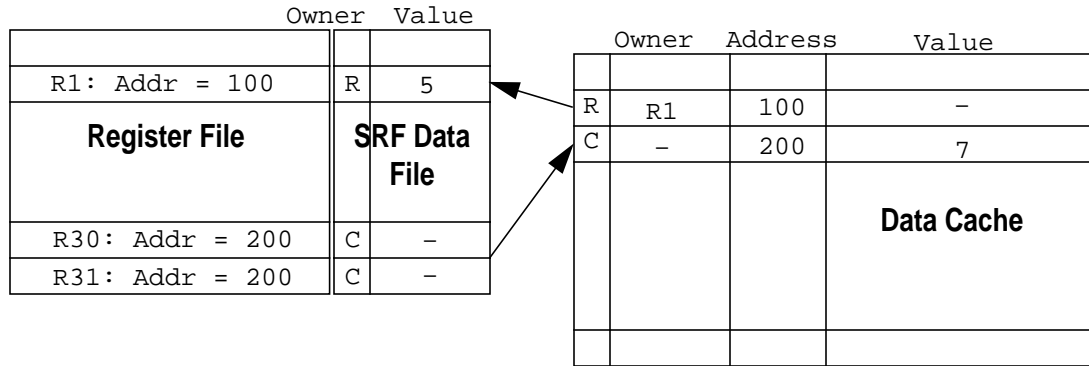 Owner Value
R1: Addr = 100 R 5
Register File SRF Data File
R30: Addr = 200 C –
R31: Addr = 200 C –
Owner Address Value
R R1 100 –
C – 200 7
Data Cache